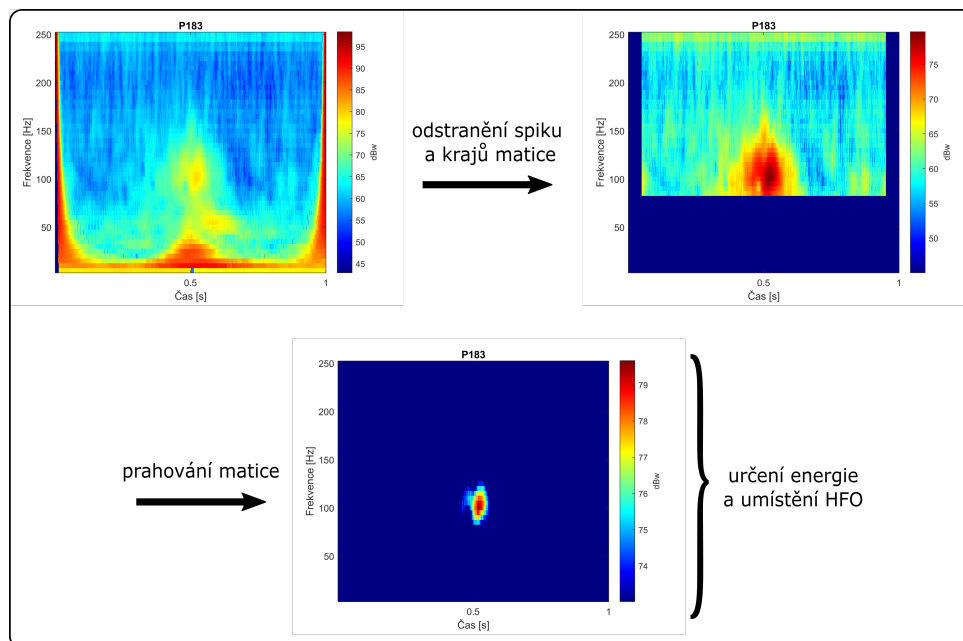 P183
250
200
150
100
50
Frekvence [Hz]
0.5
1
Čas [s]
95
90
85
80
75
70
65
60
55
50
45
dBw
odstranění spiku
a krajů matice
P183
250
200
150
100
50
Frekvence [Hz]
0.5
1
Čas [s]
75
70
65
60
55
50
dBw
prahování matice
P183
250
200
150
100
50
Frekvence [Hz]
0.5
1
Čas [s]
79
78
77
76
75
74
dBw
určení energie
a umístění HFO